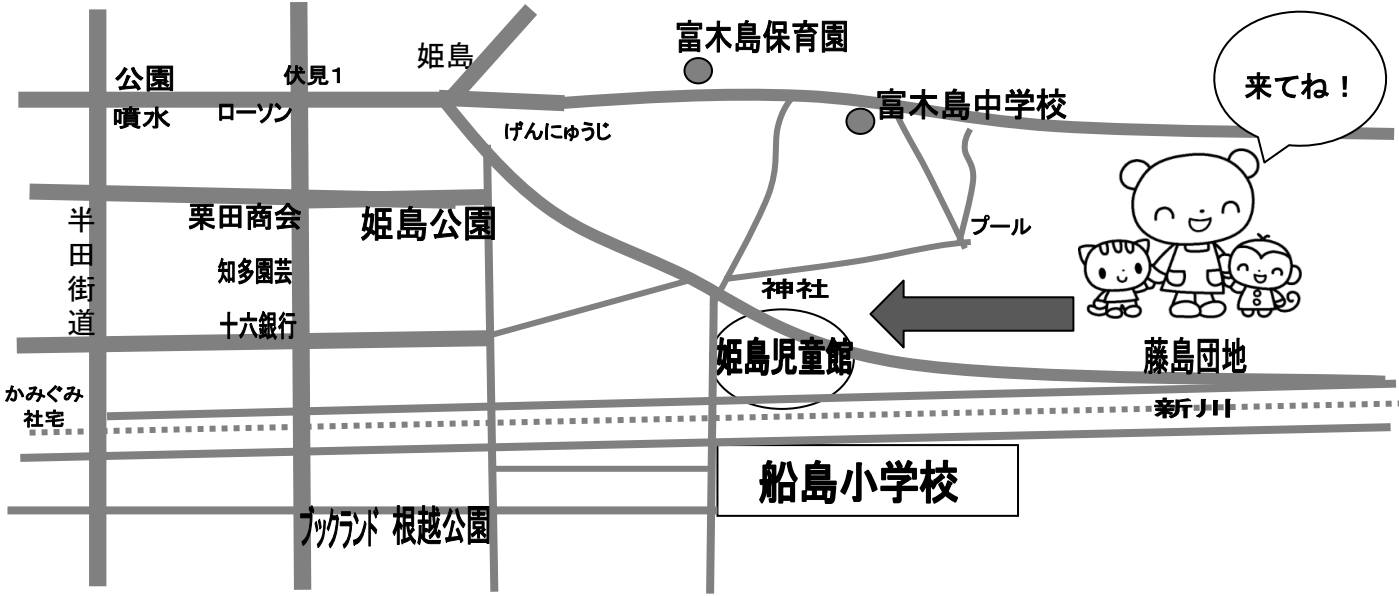 富木島保育園
姫島
来てね！
公園
伏見１
噴水
ローソン
富木島中学校
げんにゅうじ
半田街道
栗田商会
姫島公園
プール
知多園芸
神社
十六銀行
姫島児童館
藤島団地
かみぐみ
社宅
新川
船島小学校
ブックランド
根越公園